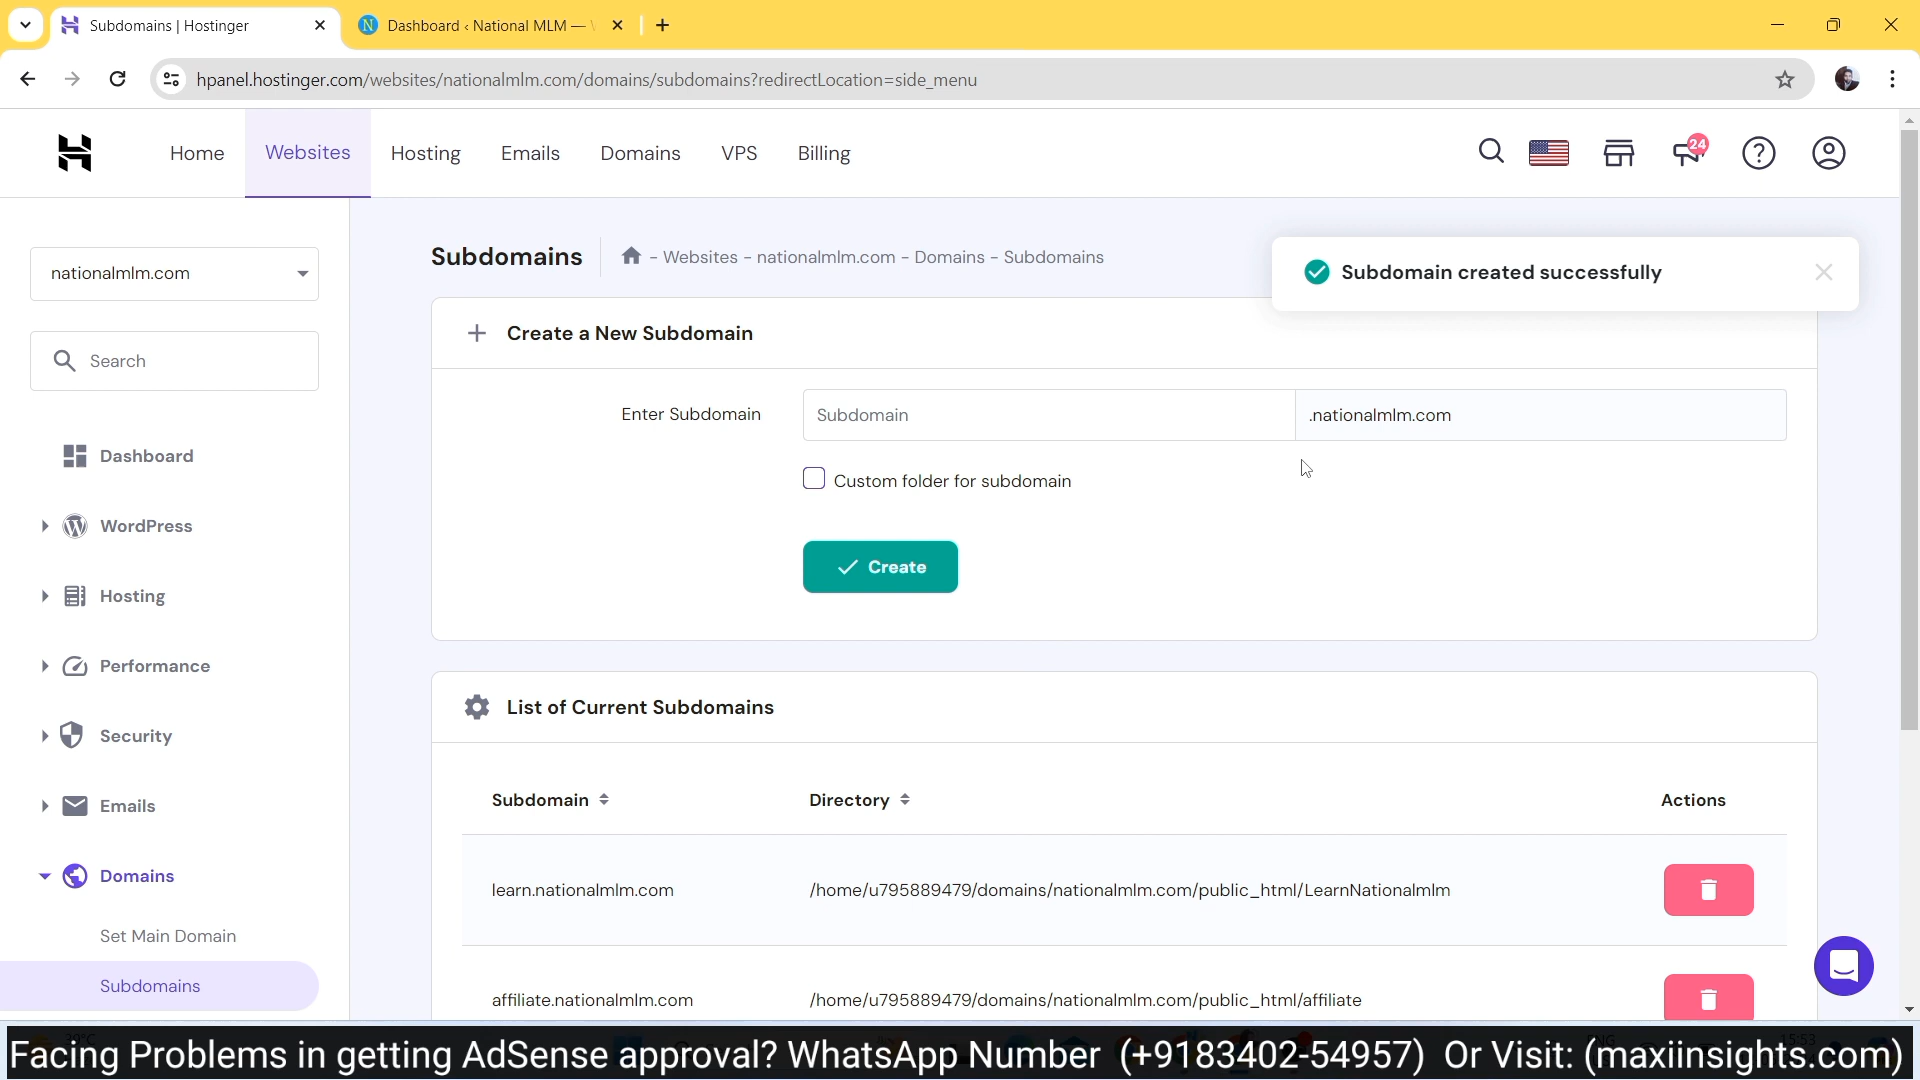 Subdomains | Hostinger
Dashboard ‹ National MLM —
hpanel.hostinger.com/websites/nationalmlm.com/domains/subdomains?redirectLocation=side_menu
Home
Websites
Hosting
Emails
Domains
VPS
Billing
24
nationalmlm.com
Search
Dashboard
WordPress
Hosting
Performance
Security
Emails
Domains
Set Main Domain
Subdomains
Subdomains
- Websites - nationalmlm.com - Domains - Subdomains
Subdomain created successfully
Create a New Subdomain
Enter Subdomain
Subdomain
.nationalmlm.com
Custom folder for subdomain
Create
List of Current Subdomains
Subdomain
Directory
Actions
learn.nationalmlm.com
/home/u795889479/domains/nationalmlm.com/public_html/LearnNationalmlm
affiliate.nationalmlm.com
/home/u795889479/domains/nationalmlm.com/public_html/affiliate
Facing Problems in getting AdSense approval? WhatsApp Number (+9183402-54957) Or Visit: (maxiinsights.com)